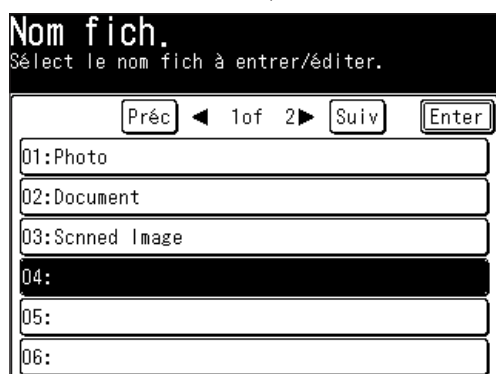 Nom fich.
Sélect le nom fich à entrer/éditer.
Préc ◀ 1of 2▶ Suiv Enter
01:Photo
02:Document
03:Scnned Image
04:
05:
06: